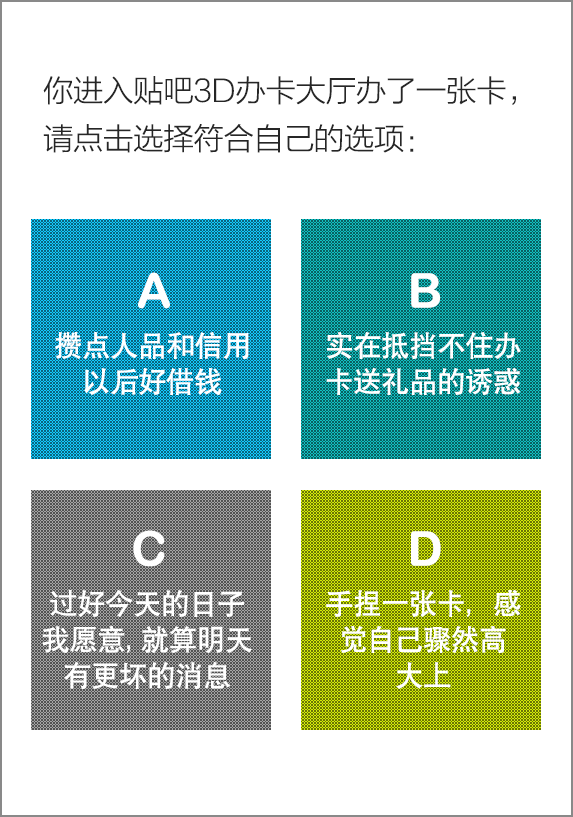 你进入贴吧3D办卡大厅办了一张卡，
请点击选择符合自己的选项：
A
攒点人品和信用
以后好借钱
B
实在抵挡不住办
卡送礼品的诱惑
C
过好今天的日子
我愿意, 就算明天
有更坏的消息
D
手捏一张卡，感
觉自己骤然高
大上